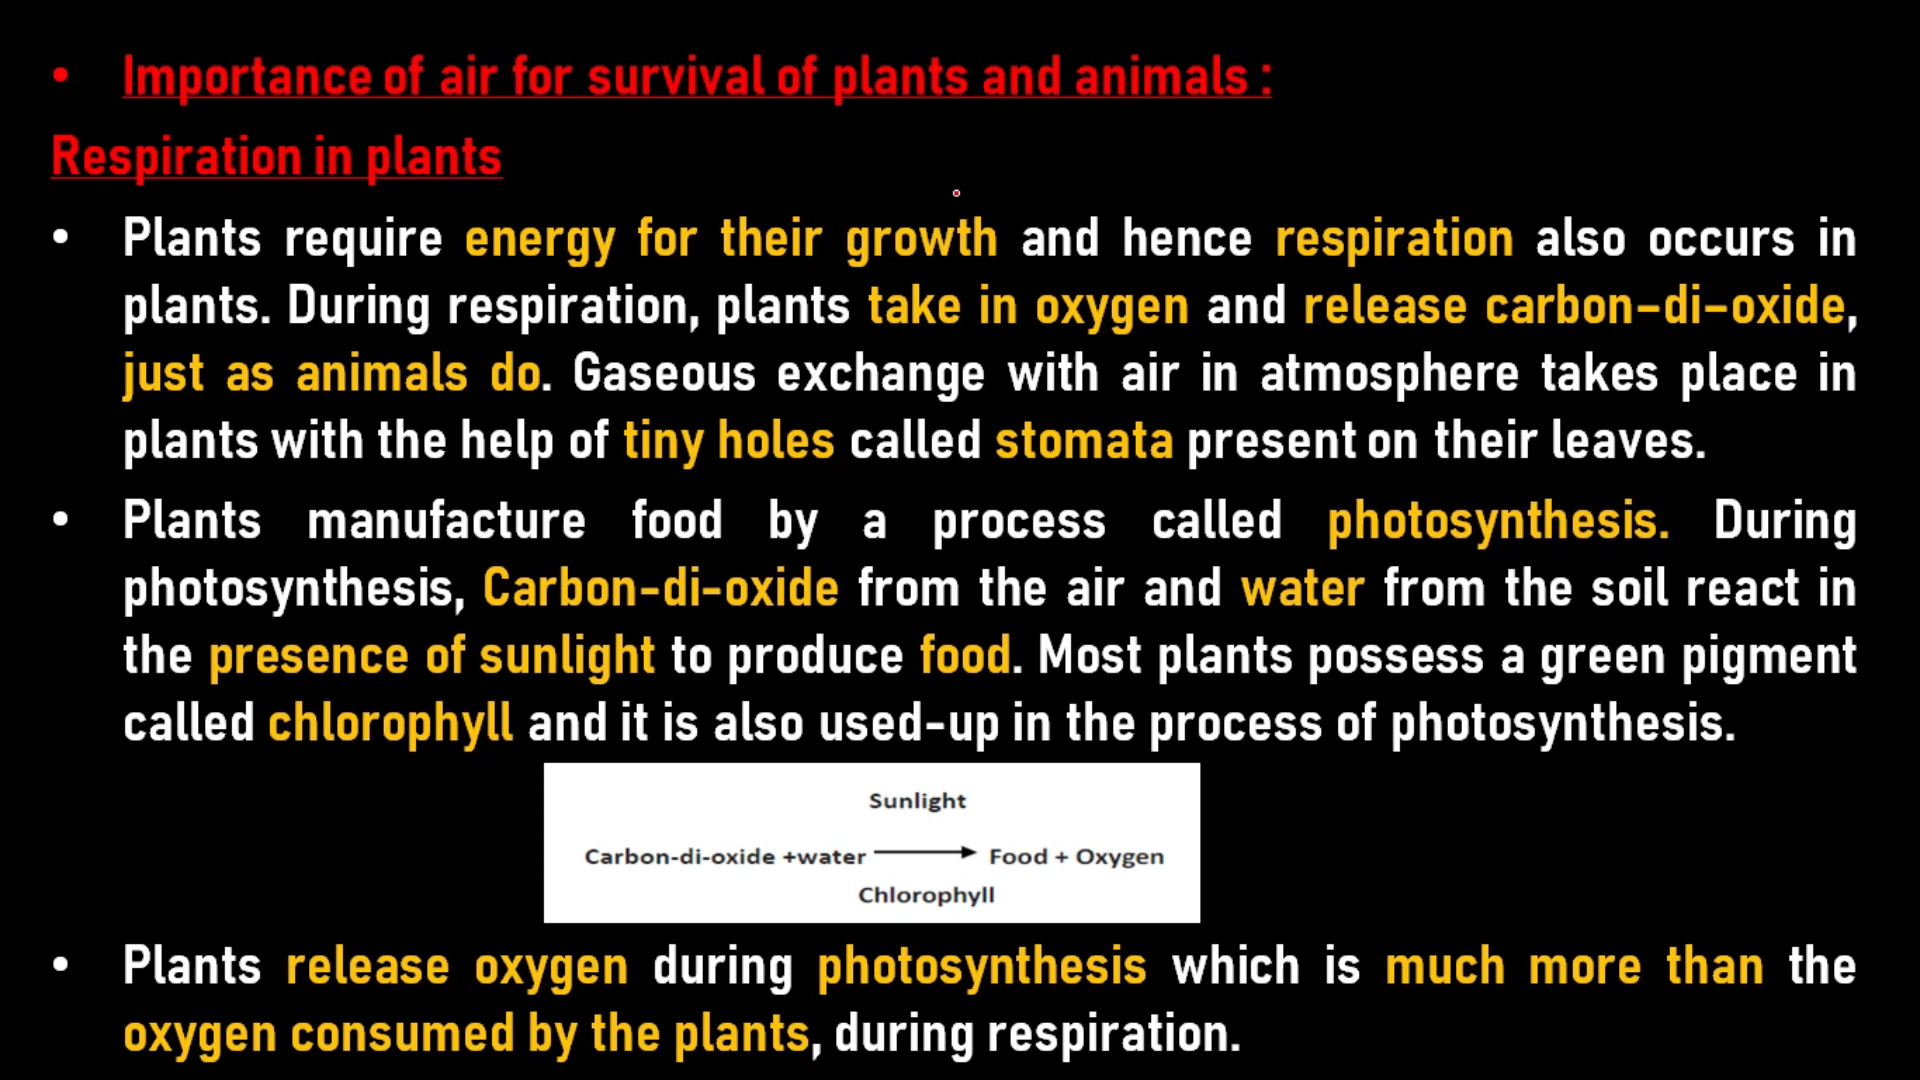 • Importance of air for survival of plants and animals :
Respiration in plants
• Plants require energy for their growth and hence respiration also occurs in
plants. During respiration, plants take in oxygen and release carbon–di–oxide,
just as animals do. Gaseous exchange with air in atmosphere takes place in
plants with the help of tiny holes called stomata present on their leaves.
• Plants manufacture food by a process called photosynthesis. During
photosynthesis, Carbon-di-oxide from the air and water from the soil react in
the presence of sunlight to produce food. Most plants possess a green pigment
called chlorophyll and it is also used-up in the process of photosynthesis.
Sunlight
Carbon-di-oxide +water ⟶ Food + Oxygen
Chlorophyll
• Plants release oxygen during photosynthesis which is much more than the
oxygen consumed by the plants, during respiration.